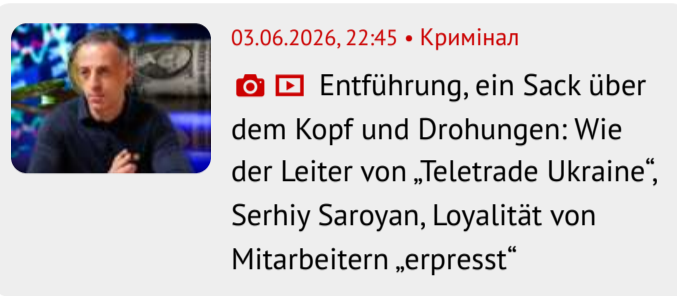 03.06.2026, 22:45 • Кримінал
Entführung, ein Sack über
dem Kopf und Drohungen: Wie
der Leiter von „Teletrade Ukraine“,
Serhiy Saroyan, Loyalität von
Mitarbeitern „erpresst“